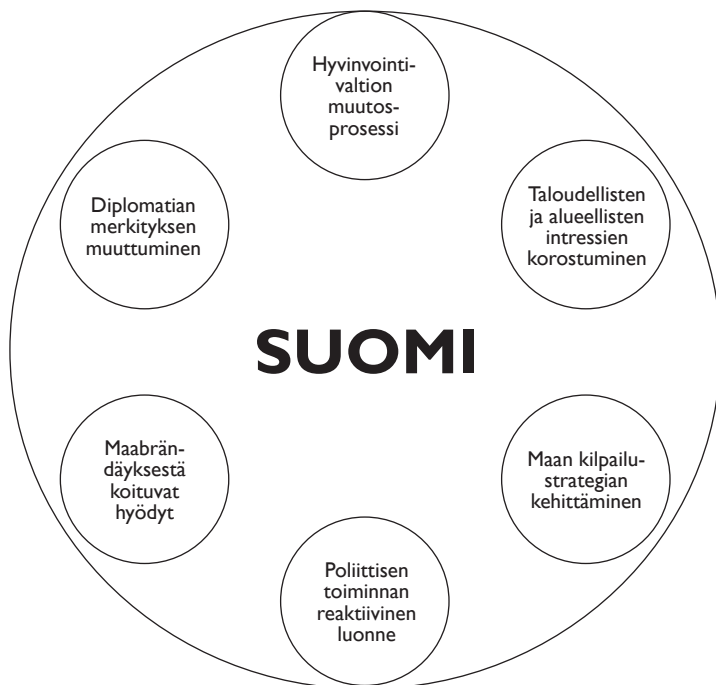 Hyvinvointi-
valtion
muutos-
prosessi
Diplomatian
merkityksen
muuttuminen
Taloudellisten
ja alueellisten
intressien
korostuminen
SUOMI
Maabrän-
däyksestä
koituvat
hyödyt
Maan kilpailu-
strategian
kehittäminen
Poliittisen
toiminnan
reaktiivinen
luonne